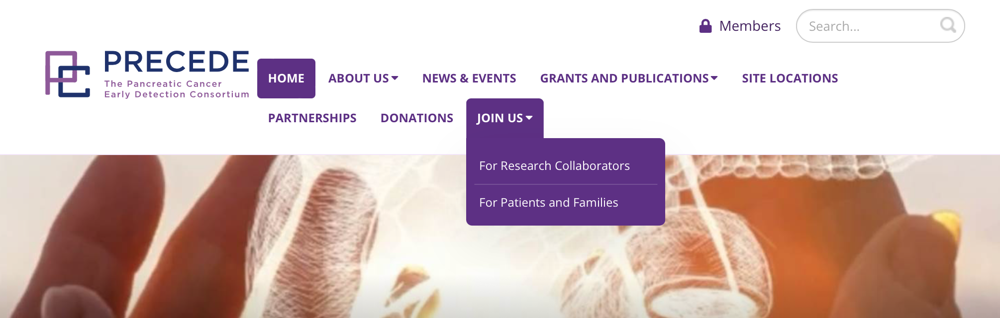 Members
Search...
PRECEDE
The Pancreatic Cancer
Early Detection Consortium
HOME
ABOUT US
NEWS & EVENTS
GRANTS AND PUBLICATIONS
SITE LOCATIONS
PARTNERSHIPS
DONATIONS
JOIN US
For Research Collaborators
For Patients and Families